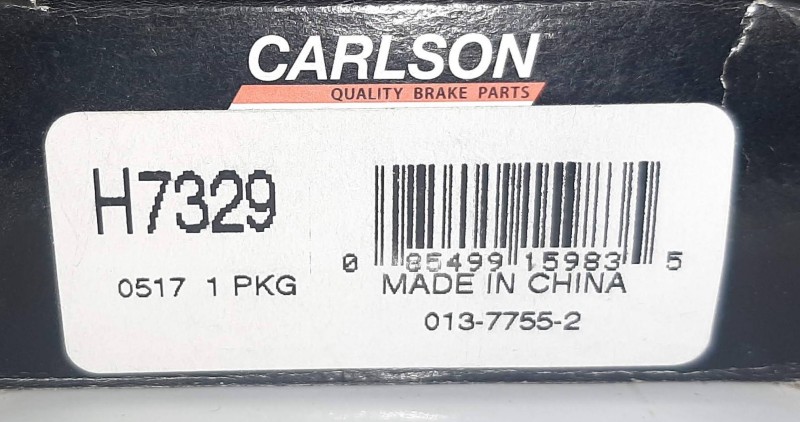 CARLSON
QUALITY BRAKE PARTS
H7329
0517 1 PKG
0 85499 15983 5
MADE IN CHINA
013-7755-2